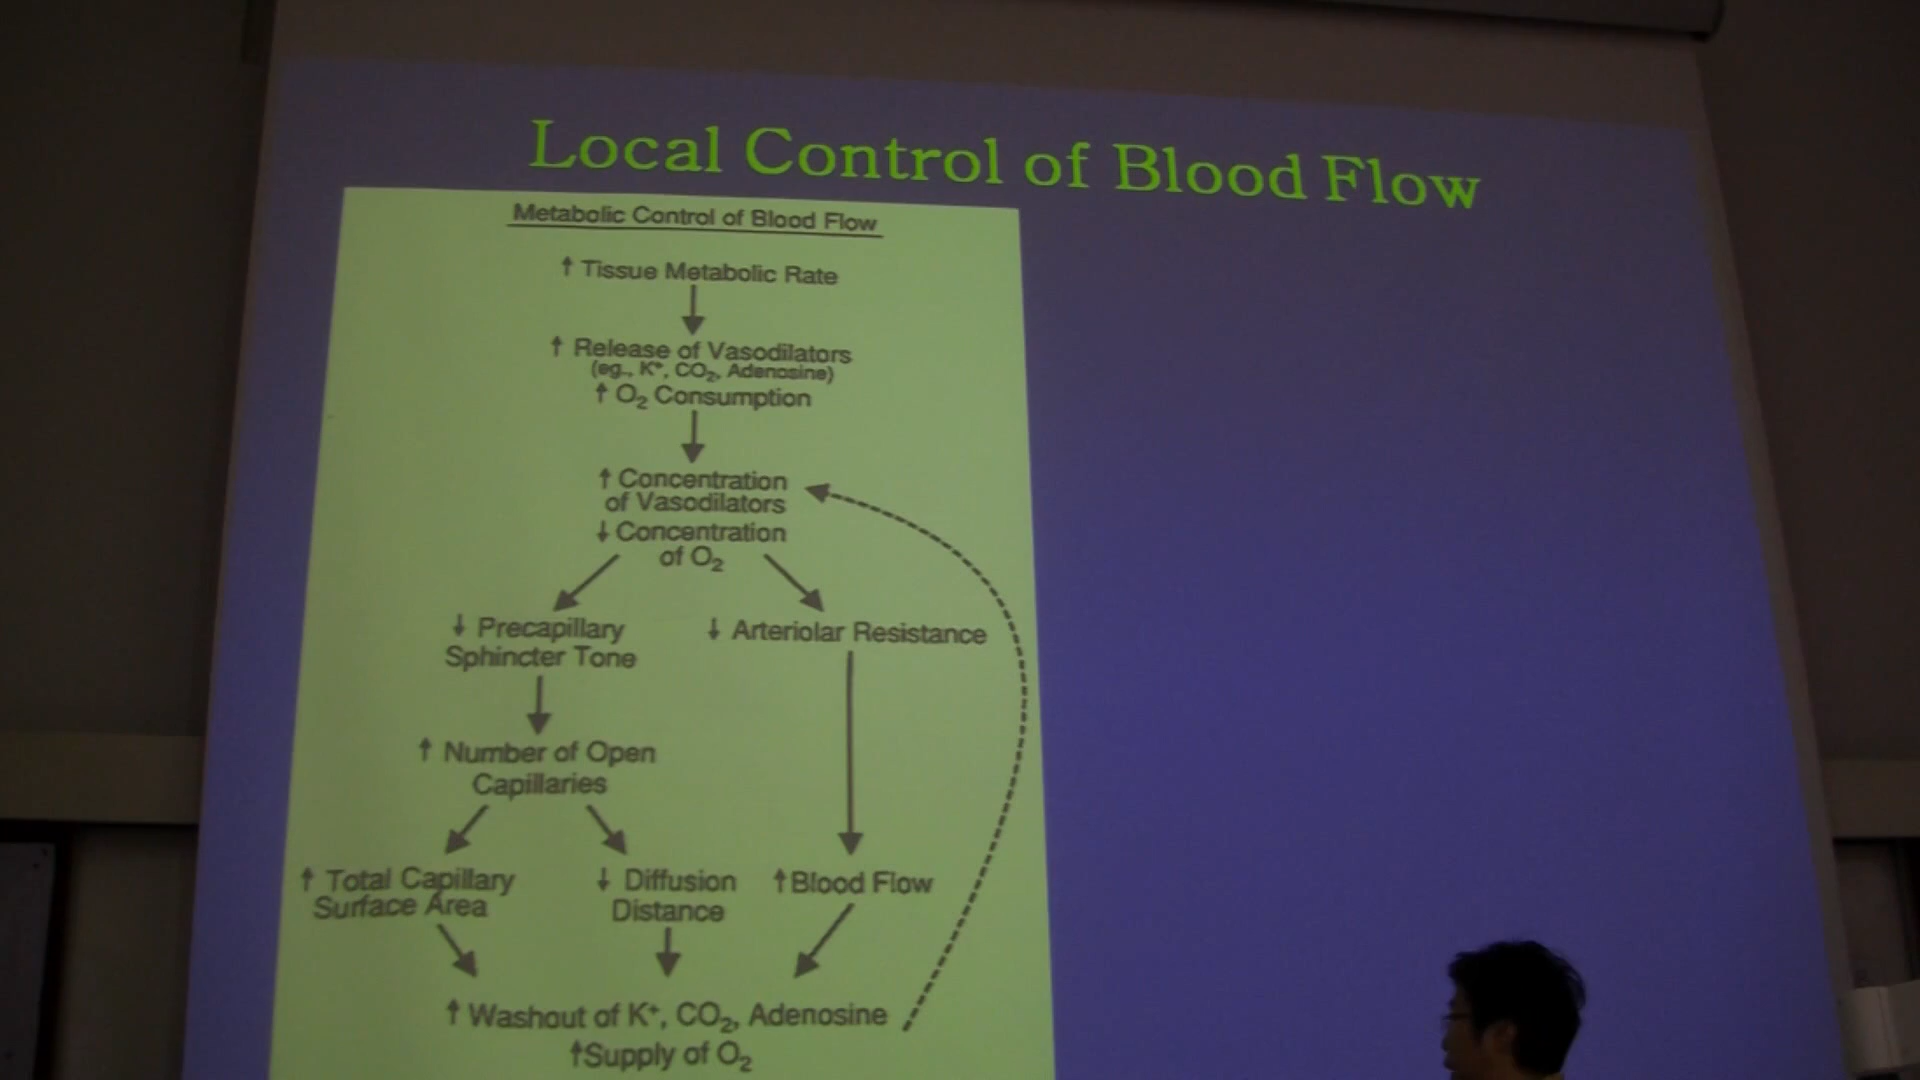 Local Control of Blood Flow
Metabolic Control of Blood Flow
↑ Tissue Metabolic Rate
↑ Release of Vasodilators
(eg., K⁺, CO₂, Adenosine)
↑ O₂ Consumption
↑ Concentration
of Vasodilators
↓ Concentration
of O₂
↓ Precapillary
Sphincter Tone
↓ Arteriolar Resistance
↑ Number of Open
Capillaries
↑ Total Capillary
Surface Area
↓ Diffusion
Distance
↑Blood Flow
↑ Washout of K⁺, CO₂, Adenosine
↑Supply of O₂